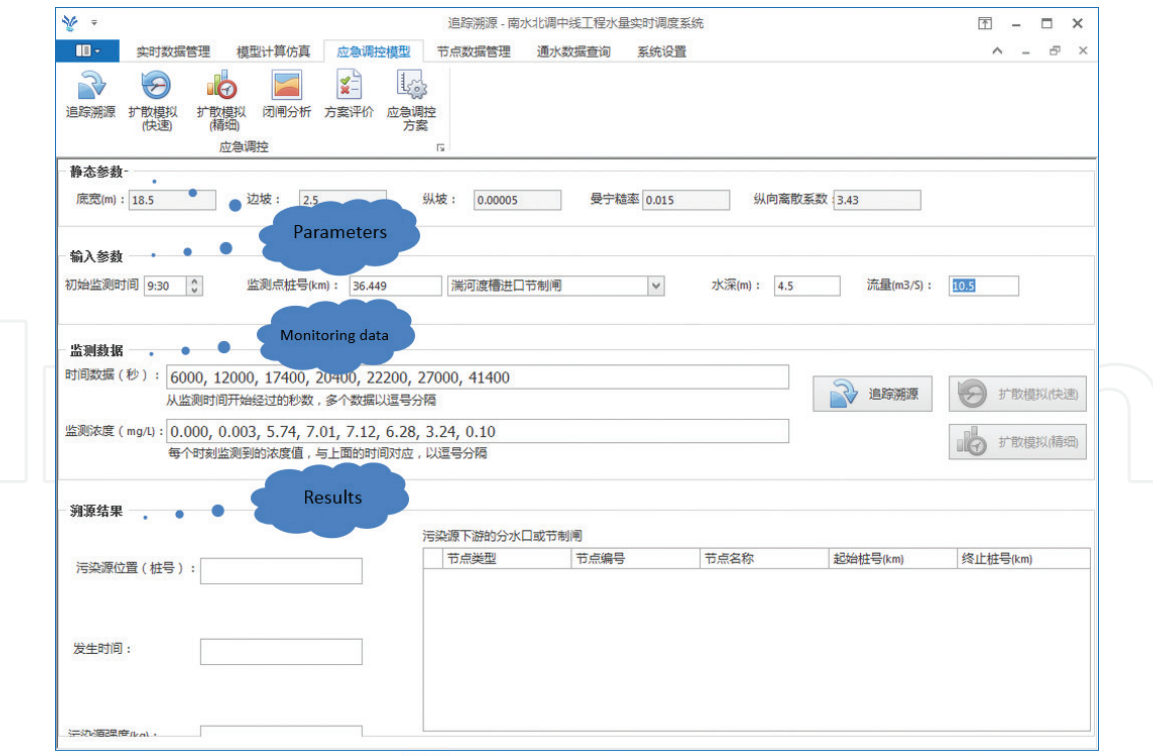 追踪溯源 - 南水北调中线工程水量实时调度系统
实时数据管理 模型计算仿真 应急调控模型 节点数据管理 通水数据查询 系统设置
追踪溯源 扩散模拟 扩散模拟 闭闸分析 方案评价 应急调控
(快速) (精细) 方案
应急调控
静态参数
底宽(m)： 18.5 边坡： 2.5 纵坡： 0.00005 曼宁糙率 0.015 纵向离散系数： 3.43
Parameters
输入参数
初始监测时间 9:30 监测点桩号(km)： 36.449 湍河渡槽进口节制闸 水深(m)： 4.5 流量(m3/S)： 10.5
Monitoring data
监测数据
时间数据（秒）： 6000, 12000, 17400, 20400, 22200, 27000, 41400
从监测时间开始经过的秒数，多个数据以逗号分隔
追踪溯源 扩散模拟(快速)
监测浓度（mg/L)： 0.000, 0.003, 5.74, 7.01, 7.12, 6.28, 3.24, 0.10
每个时刻监测到的浓度值，与上面的时间对应，以逗号分隔
扩散模拟(精细)
Results
溯源结果
污染源下游的分水口或节制闸
节点类型 节点编号 节点名称 起始桩号(km) 终止桩号(km)
污染源位置（桩号）：
发生时间：
污染源强度(kg)：